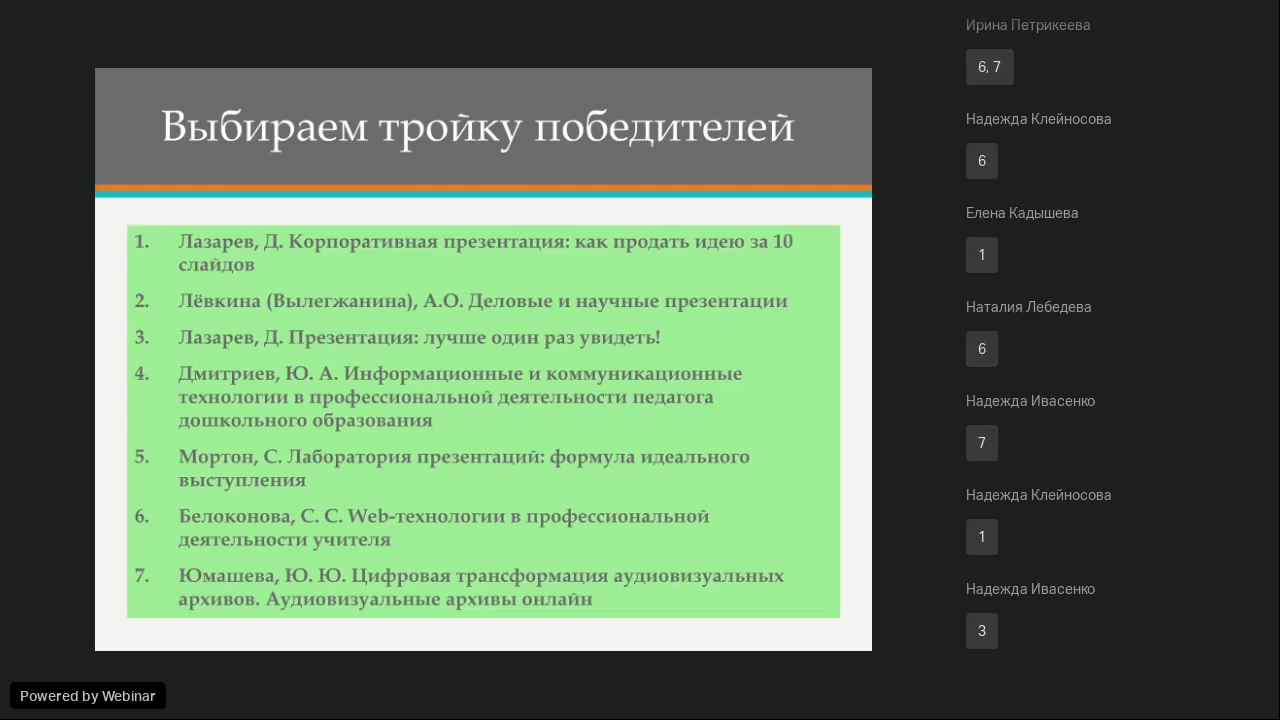 Выбираем тройку победителей
1. Лазарев, Д. Корпоративная презентация: как продать идею за 10
слайдов
2. Лёвкина (Вылегжанина), А.О. Деловые и научные презентации
3. Лазарев, Д. Презентация: лучше один раз увидеть!
4. Дмитриев, Ю. А. Информационные и коммуникационные
технологии в профессиональной деятельности педагога
дошкольного образования
5. Мортон, С. Лаборатория презентаций: формула идеального
выступления
6. Белоконова, С. С. Web-технологии в профессиональной
деятельности учителя
7. Юмашева, Ю. Ю. Цифровая трансформация аудиовизуальных
архивов. Аудиовизуальные архивы онлайн
Ирина Петрикеева
6, 7
Надежда Клейносова
6
Елена Кадышева
1
Наталия Лебедева
6
Надежда Ивасенко
7
Надежда Клейносова
1
Надежда Ивасенко
3
Powered by Webinar